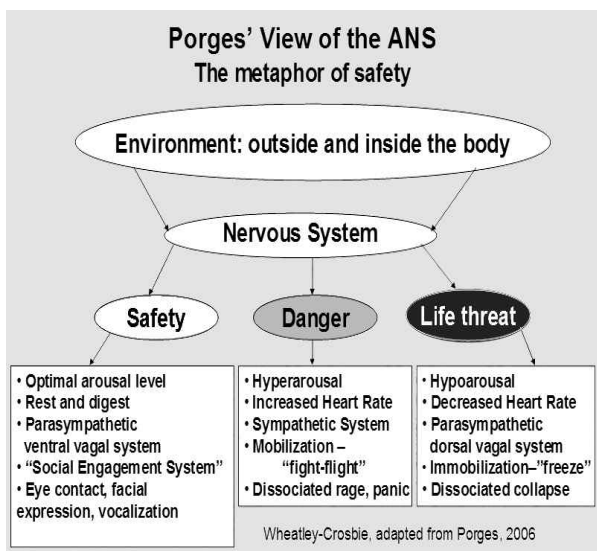 Porges’ View of the ANS
The metaphor of safety
Environment: outside and inside the body
Nervous System
Safety
Danger
Life threat
• Optimal arousal level
• Rest and digest
• Parasympathetic
ventral vagal system
• “Social Engagement System”
• Eye contact, facial
expression, vocalization
• Hyperarousal
• Increased Heart Rate
• Sympathetic System
• Mobilization –
“fight-flight”
• Dissociated rage, panic
• Hypoarousal
• Decreased Heart Rate
• Parasympathetic
dorsal vagal system
• Immobilization–”freeze”
• Dissociated collapse
Wheatley-Crosbie, adapted from Porges, 2006